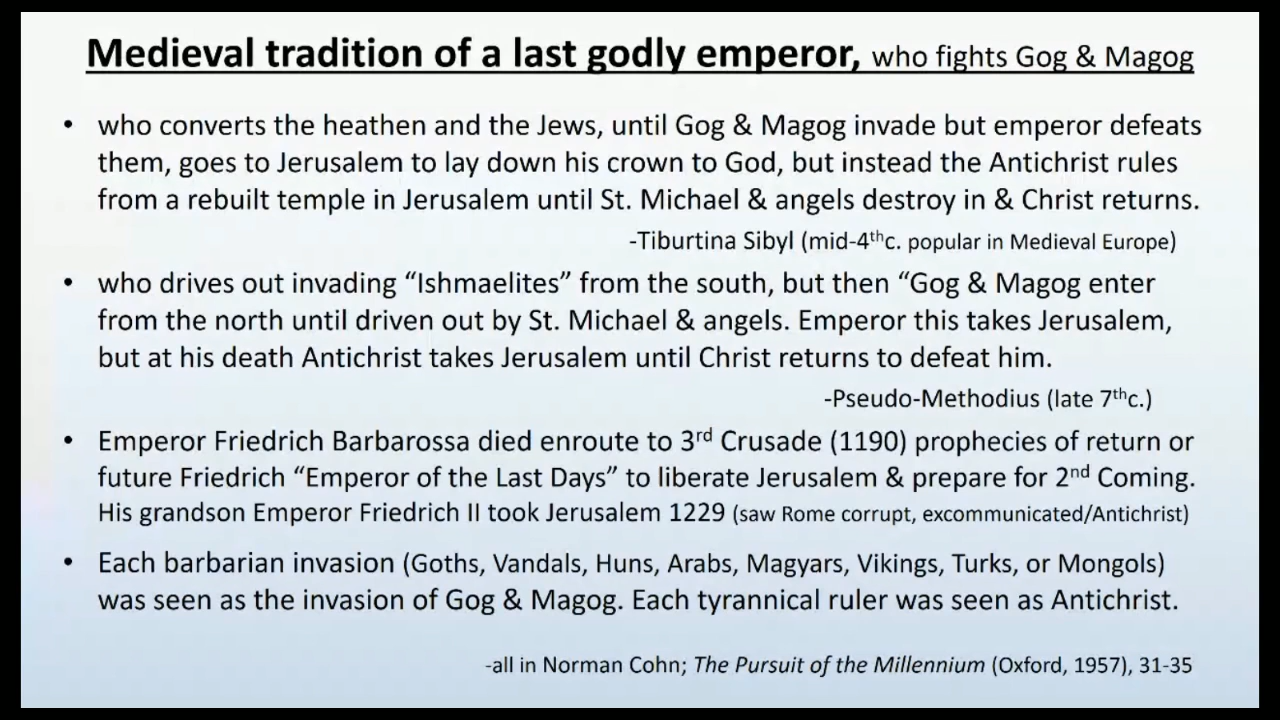 Medieval tradition of a last godly emperor, who fights Gog & Magog
• who converts the heathen and the Jews, until Gog & Magog invade but emperor defeats
them, goes to Jerusalem to lay down his crown to God, but instead the Antichrist rules
from a rebuilt temple in Jerusalem until St. Michael & angels destroy in & Christ returns.
-Tiburtina Sibyl (mid-4thc. popular in Medieval Europe)
• who drives out invading “Ishmaelites” from the south, but then “Gog & Magog enter
from the north until driven out by St. Michael & angels. Emperor this takes Jerusalem,
but at his death Antichrist takes Jerusalem until Christ returns to defeat him.
-Pseudo-Methodius (late 7thc.)
• Emperor Friedrich Barbarossa died enroute to 3rd Crusade (1190) prophecies of return or
future Friedrich “Emperor of the Last Days” to liberate Jerusalem & prepare for 2nd Coming.
His grandson Emperor Friedrich II took Jerusalem 1229 (saw Rome corrupt, excommunicated/Antichrist)
• Each barbarian invasion (Goths, Vandals, Huns, Arabs, Magyars, Vikings, Turks, or Mongols)
was seen as the invasion of Gog & Magog. Each tyrannical ruler was seen as Antichrist.
-all in Norman Cohn; The Pursuit of the Millennium (Oxford, 1957), 31-35